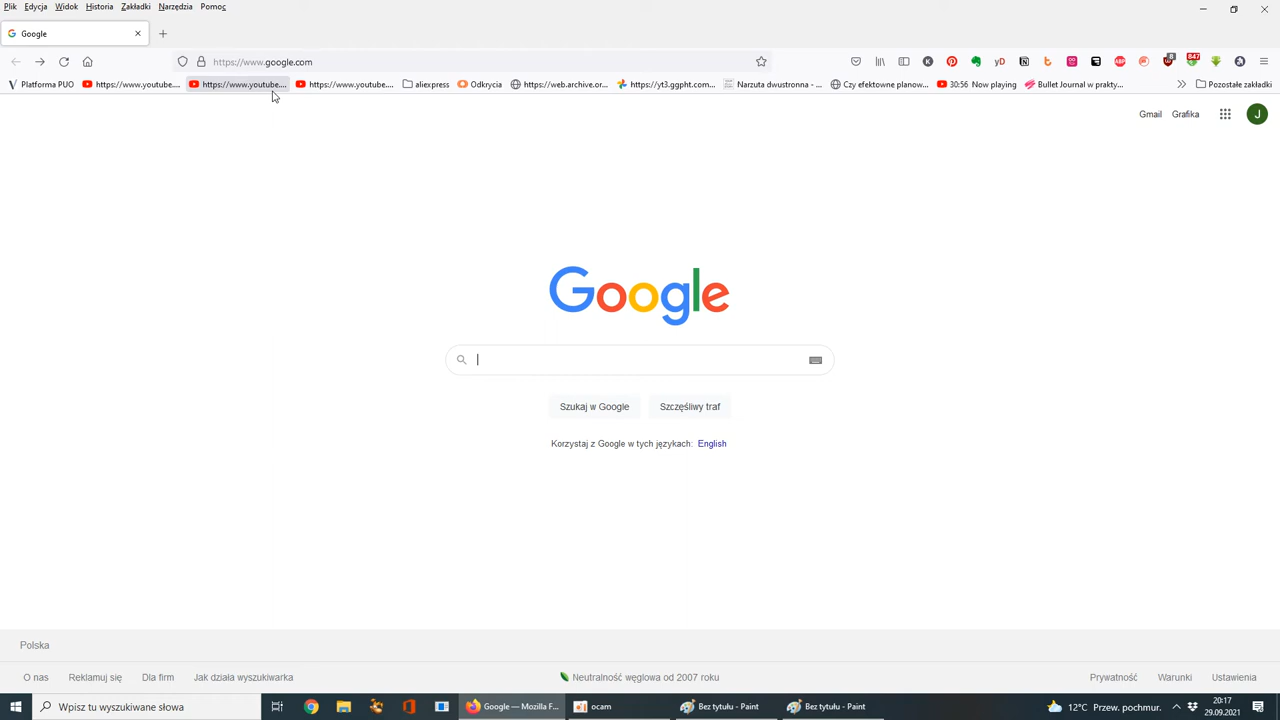 Plik Edycja Widok Historia Zakładki Narzędzia Pomoc
Google
https://www.google.com
yD
8
847
ABP
Platforma PUO https://www.youtube.... https://www.youtube.... https://www.youtube.... aliexpress Odkrycia https://web.archive.or... https://yt3.ggpht.com... Narzuta dwustronna - ... Czy efektowne planow... 30:56 Now playing Bullet Journal w prakty... Pozostałe zakładki
Gmail Grafika J
Google
Szukaj w Google Szczęśliwy traf
Korzystaj z Google w tych językach: English
Polska
O nas Reklamuj się Dla firm Jak działa wyszukiwarka Neutralność węglowa od 2007 roku Prywatność Warunki Ustawienia
Wpisz tu wyszukiwane słowa Google — Mozilla F... ocam Bez tytułu - Paint Bez tytułu - Paint 12°C Przew. pochmur. 20:17
29.09.2021